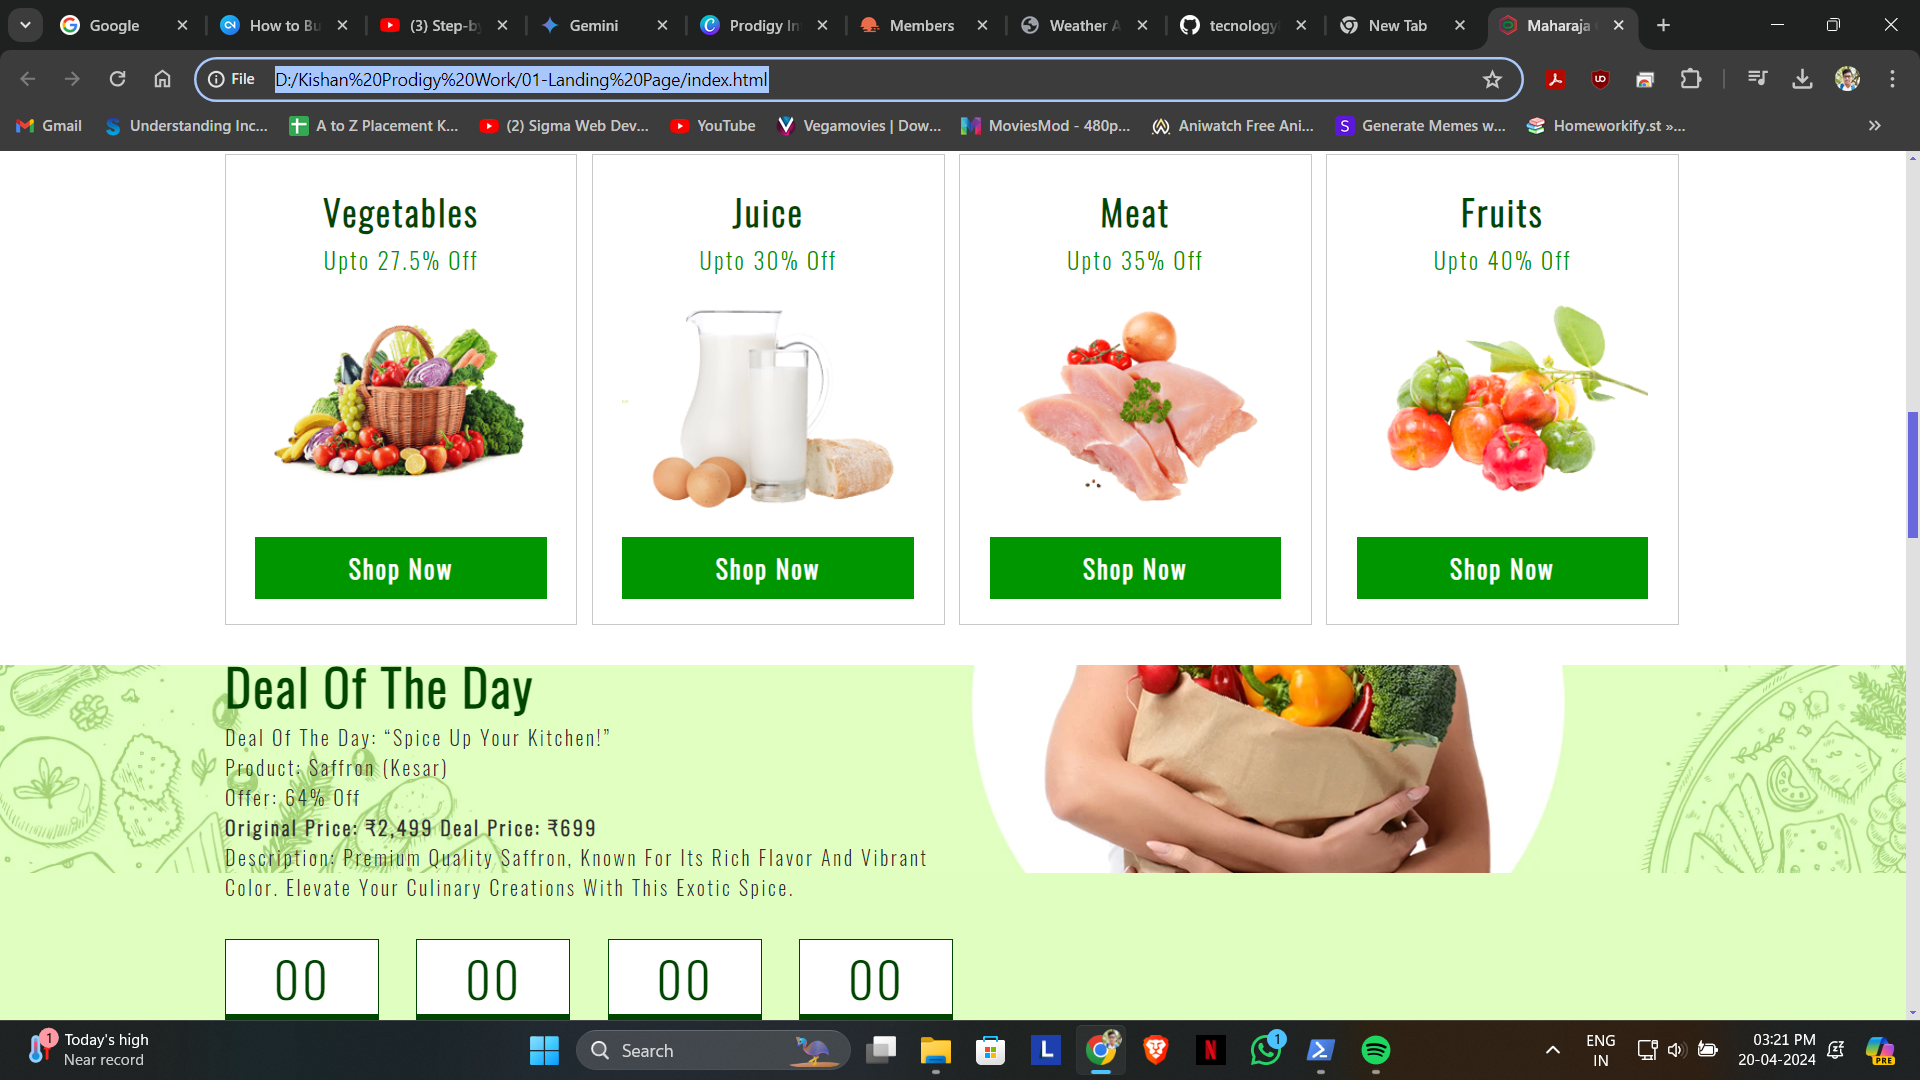 Google
How to Bu
(3) Step-by
Gemini
Prodigy In
Members
Weather A
tecnology
New Tab
Maharaja
File
D:/Kishan%20Prodigy%20Work/01-Landing%20Page/index.html
Gmail
Understanding Inc...
A to Z Placement K...
(2) Sigma Web Dev...
YouTube
Vegamovies | Dow...
MoviesMod - 480p...
Aniwatch Free Ani...
Generate Memes w...
Homeworkify.st »...
Vegetables
Upto 27.5% Off
Shop Now
Juice
Upto 30% Off
Shop Now
Meat
Upto 35% Off
Shop Now
Fruits
Upto 40% Off
Shop Now
Deal Of The Day
Deal Of The Day: “Spice Up Your Kitchen!”
Product: Saffron (Kesar)
Offer: 64% Off
Original Price: ₹2,499 Deal Price: ₹699
Description: Premium Quality Saffron, Known For Its Rich Flavor And Vibrant
Color. Elevate Your Culinary Creations With This Exotic Spice.
00
00
00
00
1
Today's high
Near record
Search
L
N
1
ENG
IN
03:21 PM
20-04-2024
PRE